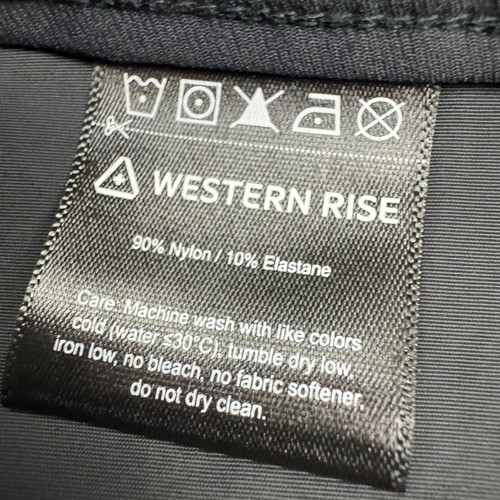 WESTERN RISE
90% Nylon / 10% Elastane
Care: Machine wash with like colors
cold (water ≤30°C), tumble dry low,
iron low, no bleach, no fabric softener,
do not dry clean.